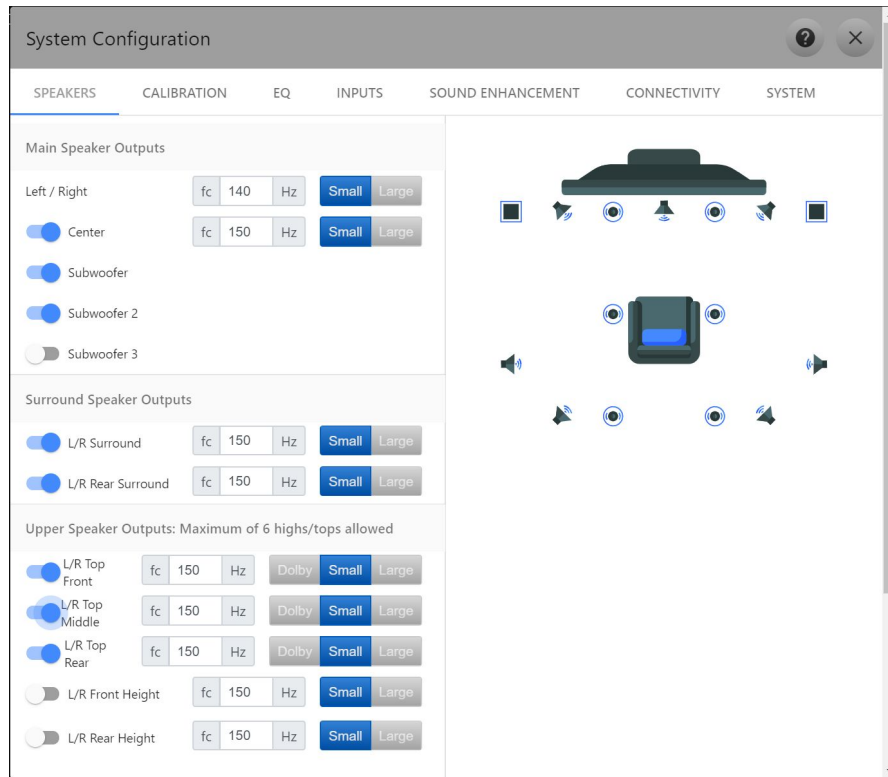 System Configuration
SPEAKERS CALIBRATION EQ INPUTS SOUND ENHANCEMENT CONNECTIVITY SYSTEM
Main Speaker Outputs
Left / Right fc 140 Hz Small Large
Center fc 150 Hz Small Large
Subwoofer
Subwoofer 2
Subwoofer 3
Surround Speaker Outputs
L/R Surround fc 150 Hz Small Large
L/R Rear Surround fc 150 Hz Small Large
Upper Speaker Outputs: Maximum of 6 highs/tops allowed
L/R Top
Front fc 150 Hz Dolby Small Large
L/R Top
Middle fc 150 Hz Dolby Small Large
L/R Top
Rear fc 150 Hz Dolby Small Large
L/R Front Height fc 150 Hz Small Large
L/R Rear Height fc 150 Hz Small Large